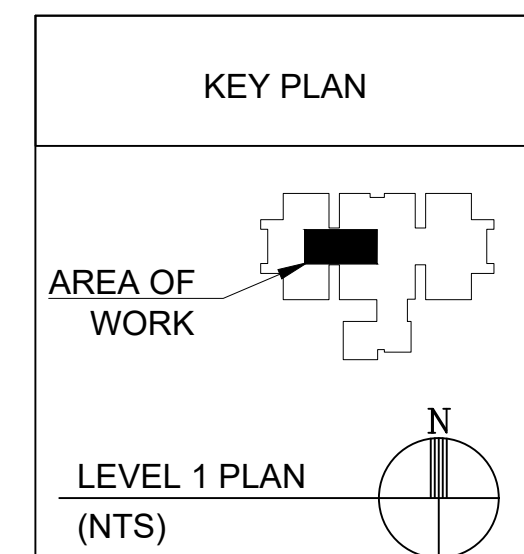 KEY PLAN
AREA OF
WORK
N
LEVEL 1 PLAN
(NTS)